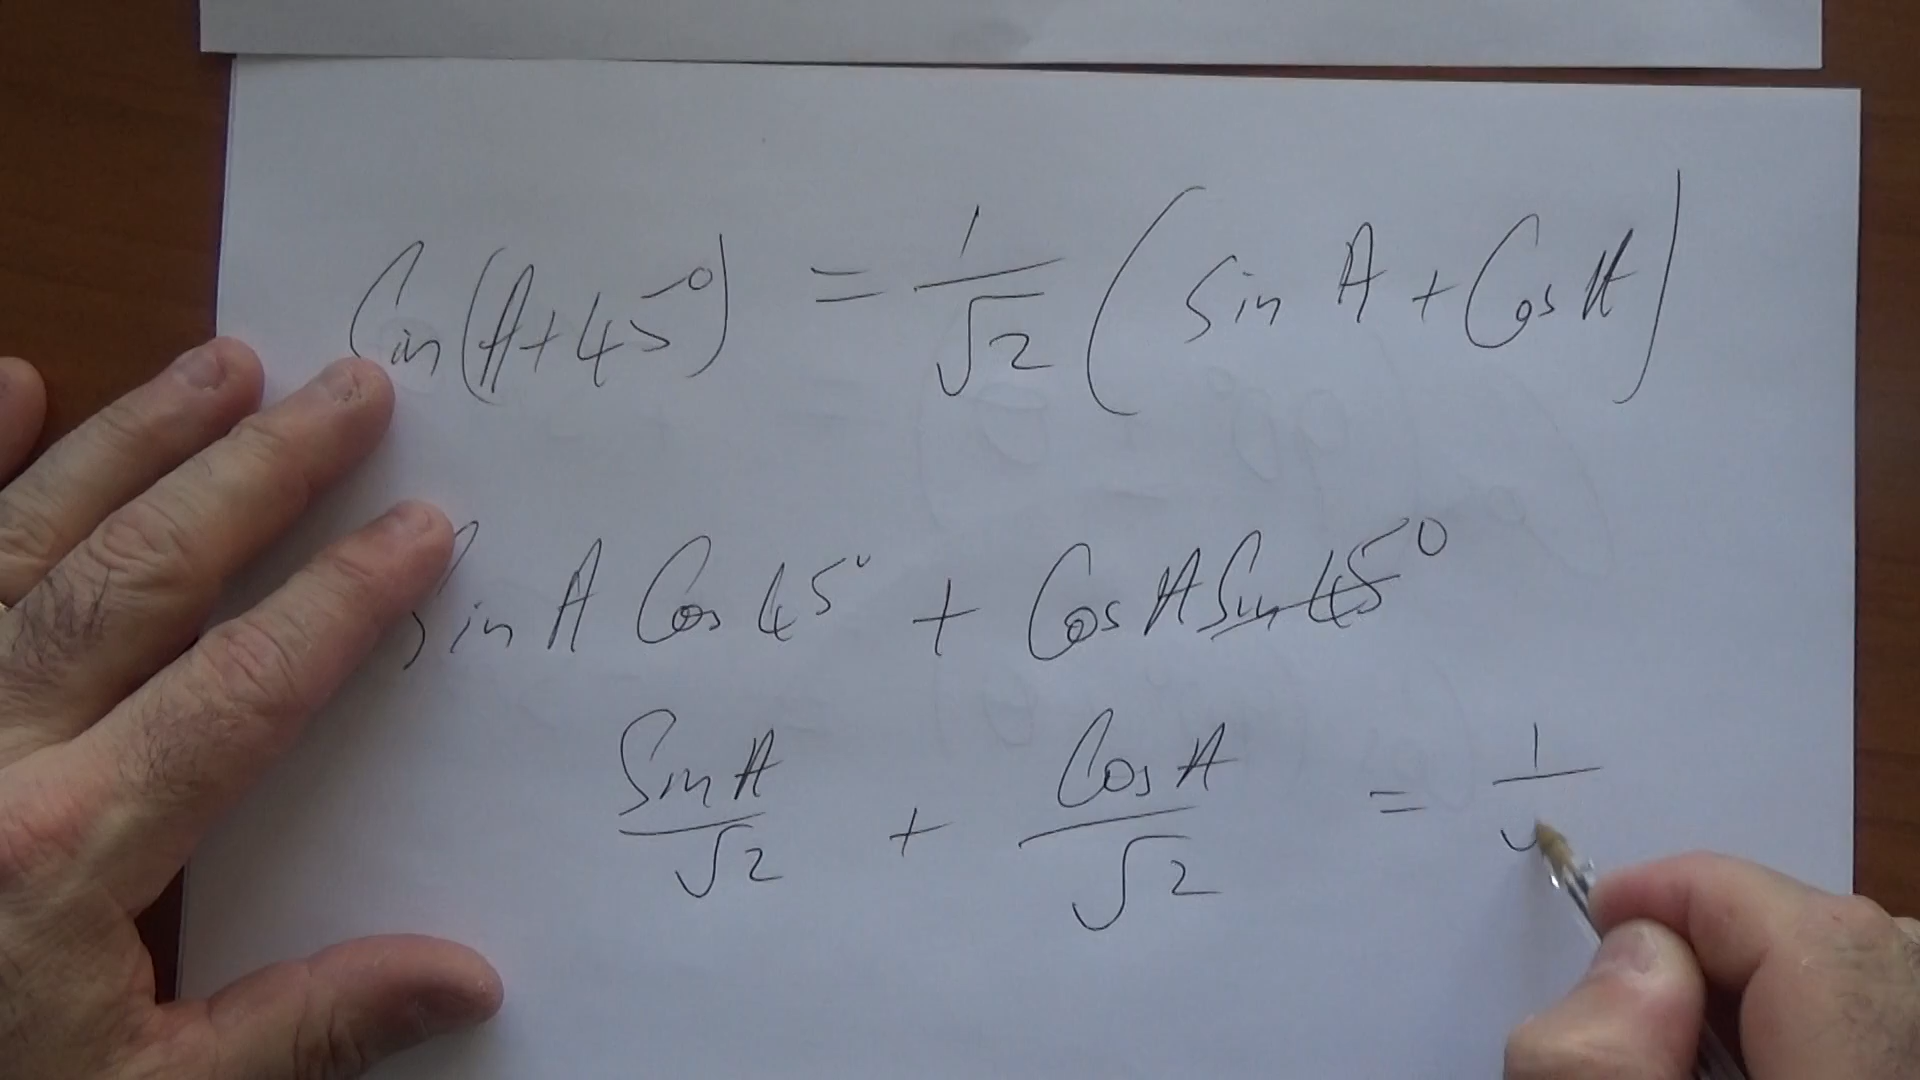 Sin(A+45°) = 1/√2 (Sin A + Cos A)
Sin A Cos 45° + Cos A Sin 45°
Sin A/√2 + Cos A/√2 = 1/√